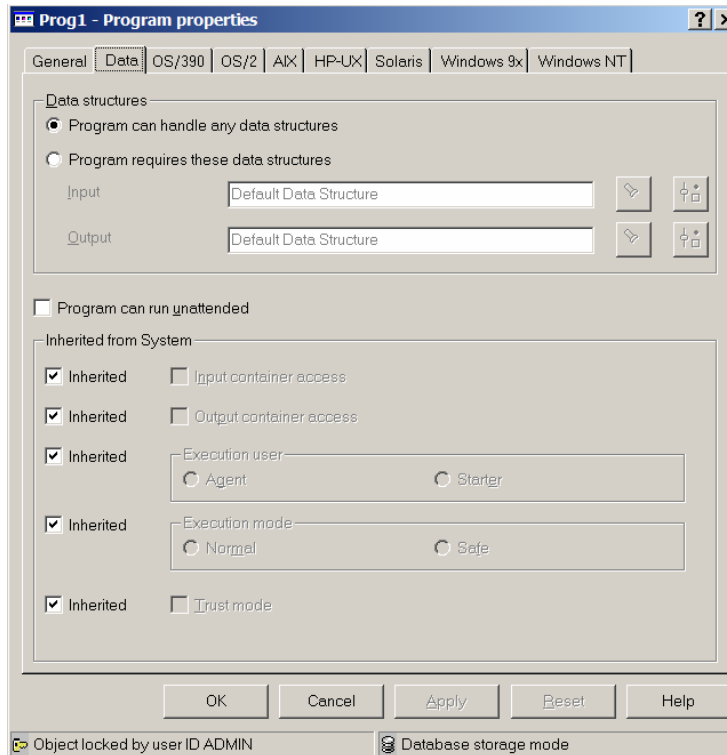 Prog1 - Program properties
General Data OS/390 OS/2 AIX HP-UX Solaris Windows 9x Windows NT
Data structures
Program can handle any data structures
Program requires these data structures
Input Default Data Structure
Output Default Data Structure
Program can run unattended
Inherited from System
Inherited Input container access
Inherited Output container access
Inherited Execution user
Agent Starter
Inherited Execution mode
Normal Safe
Inherited Trust mode
OK Cancel Apply Reset Help
Object locked by user ID ADMIN Database storage mode